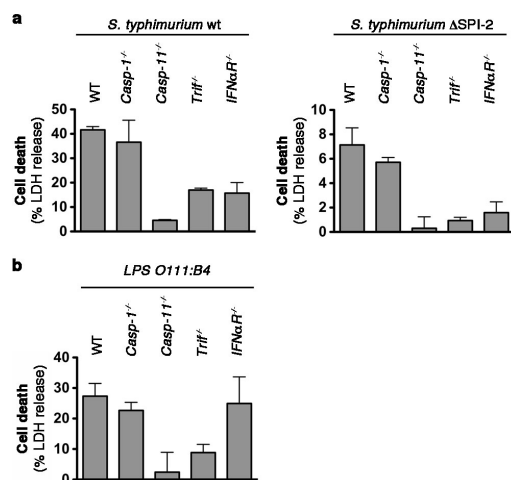 a
S. typhimurium wt
WT
Casp-1-/-
Casp-11-/-
Trif-/-
IFNαR-/-
Cell death
(% LDH release)
50
40
30
20
10
0
S. typhimurium ΔSPI-2
WT
Casp-1-/-
Casp-11-/-
Trif-/-
IFNαR-/-
Cell death
(% LDH release)
10
8
6
4
2
0
b
LPS O111:B4
WT
Casp-1-/-
Casp-11-/-
Trif-/-
IFNαR-/-
Cell death
(% LDH release)
40
30
20
10
0